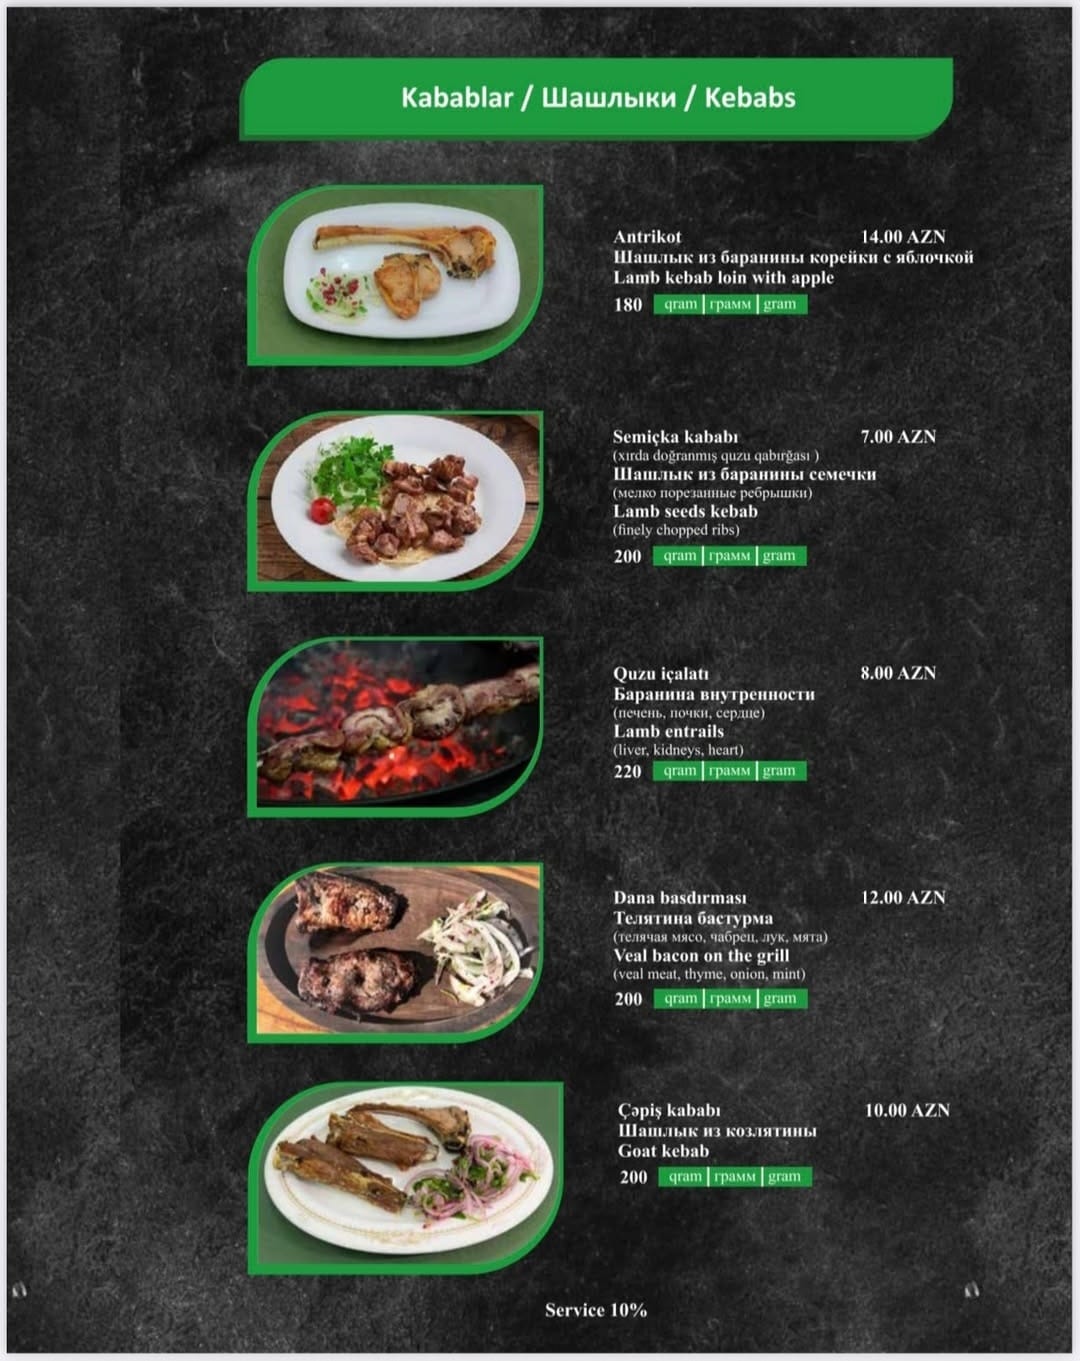 Kabablar / Шашлыки / Kebabs
Antrikot 14.00 AZN
Шашлык из баранины корейки с яблочкой
Lamb kebab loin with apple
180 qram | грамм | gram
Semiçka kababı 7.00 AZN
(xırda doğranmış quzu qabırğası )
Шашлык из баранины семечки
(мелко порезанные ребрышки)
Lamb seeds kebab
(finely chopped ribs)
200 qram | грамм | gram
Quzu içalatı 8.00 AZN
Баранина внутренности
(печень, почки, сердце)
Lamb entrails
(liver, kidneys, heart)
220 qram | грамм | gram
Dana basdırması 12.00 AZN
Телятина бастурма
(телячая мясо, чабрец, лук, мята)
Veal bacon on the grill
(veal meat, thyme, onion, mint)
200 qram | грамм | gram
Çəpiş kababı 10.00 AZN
Шашлык из козлятины
Goat kebab
200 qram | грамм | gram
Service 10%